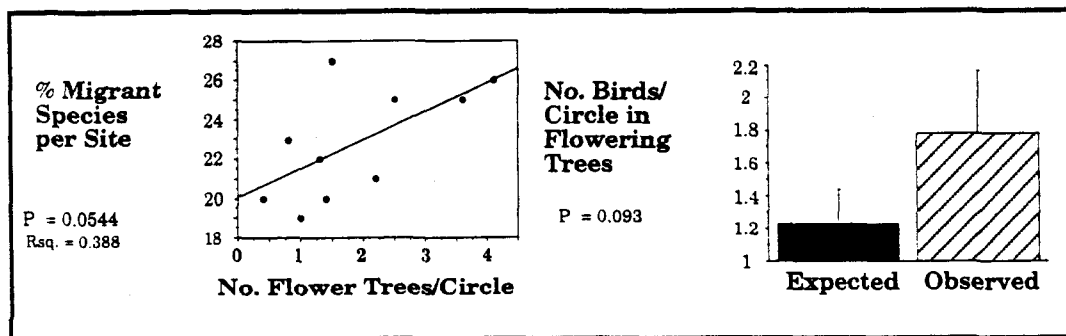 % Migrant
Species
per Site
P = 0.0544
Rsq. = 0.388
28
26
24
22
20
18
0 1 2 3 4
No. Flower Trees/Circle
No. Birds/
Circle in
Flowering
Trees
P = 0.093
2.2
2
1.8
1.6
1.4
1.2
1
Expected Observed